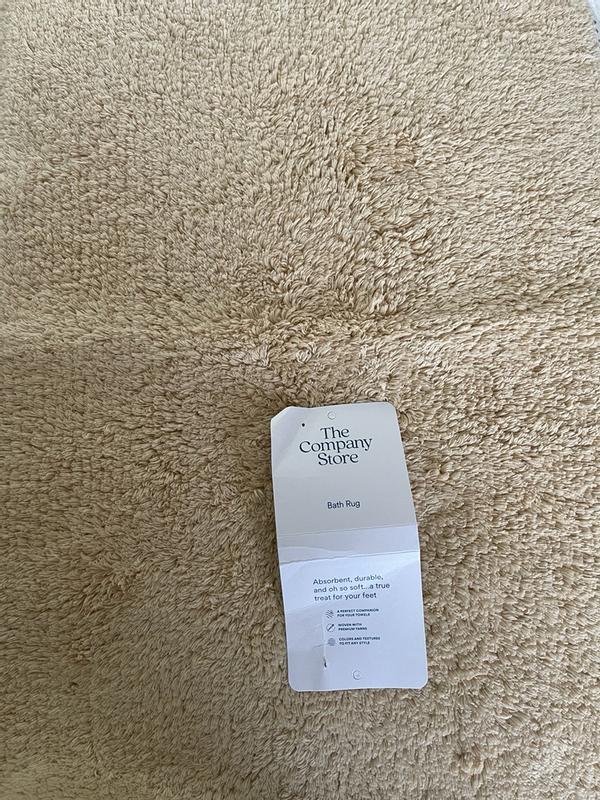 The
Company
Store
Bath Rug
Absorbent, durable,
and oh so soft...a true
treat for your feet
A PERFECT COMPANION
FOR YOUR TOWELS
WOVEN WITH
PREMIUM YARNS
COLORS AND TEXTURES
TO FIT ANY STYLE